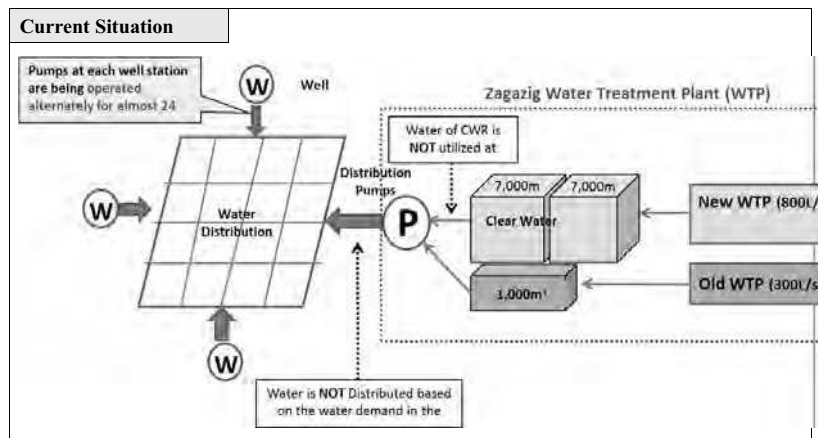 Current Situation
Pumps at each well station
are being operated
alternately for almost 24
W
Well
Zagazig Water Treatment Plant (WTP)
Water of CWR is
NOT utilized at
Distribution
Pumps
7,000m
7,000m
New WTP (800L/
W
Water
Distribution
P
Clear Water
Old WTP (300L/s
1,000m³
W
Water is NOT Distributed based
on the water demand in the